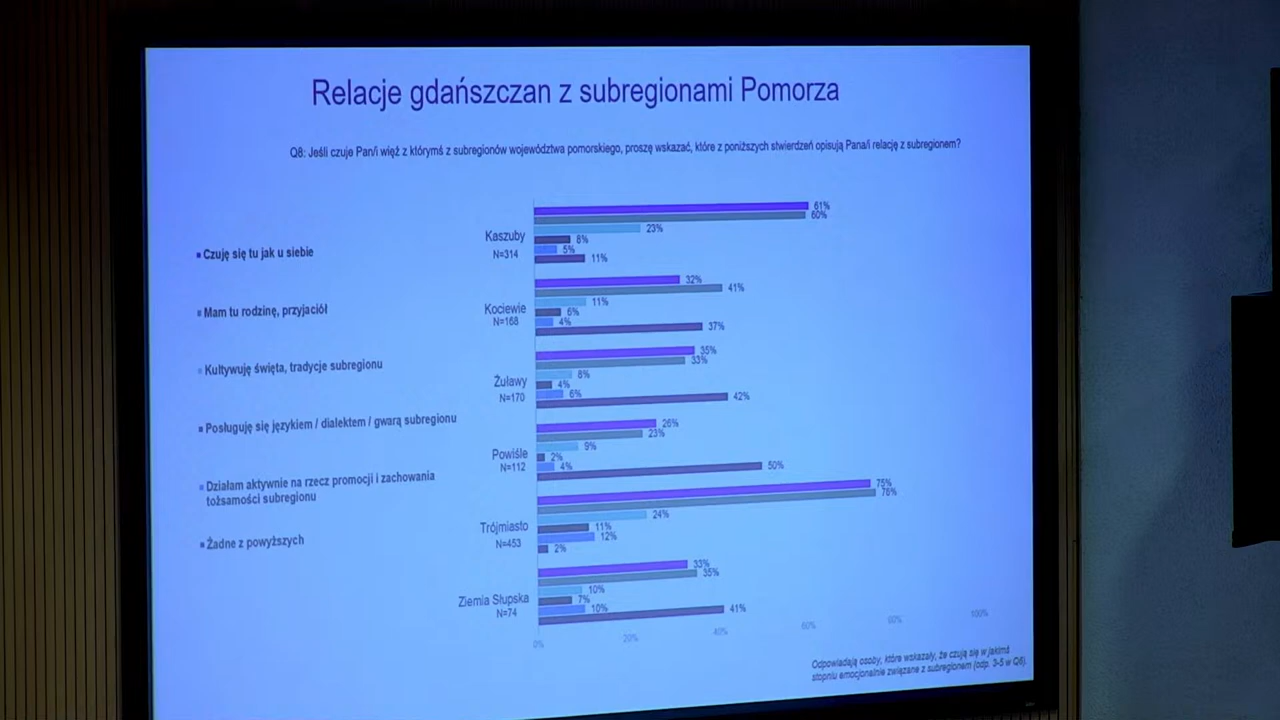 Relacje gdańszczan z subregionami Pomorza
Q8: Jeśli czuje Pan/i więź z którymś z subregionów województwa pomorskiego, proszę wskazać, które z poniższych stwierdzeń opisują Pana/i relację z subregionem?
Czuję się tu jak u siebie
Mam tu rodzinę, przyjaciół
Kultywuję święta, tradycje subregionu
Posługuję się językiem / dialektem / gwarą subregionu
Działam aktywnie na rzecz promocji i zachowania
tożsamości subregionu
Żadne z powyższych
Kaszuby
N=314
61%
60%
23%
8%
5%
11%
Kociewie
N=168
32%
41%
11%
6%
4%
37%
Żuławy
N=170
35%
33%
8%
4%
6%
42%
Powiśle
N=112
26%
23%
9%
2%
4%
50%
Trójmiasto
N=453
75%
76%
24%
11%
12%
2%
Ziemia Słupska
N=74
33%
35%
10%
7%
10%
41%
0%
20%
40%
60%
80%
100%
Odpowiadają osoby, które wskazały, że czują się w jakimś
stopniu emocjonalnie związane z subregionem (odp. 3-5 w Q6).